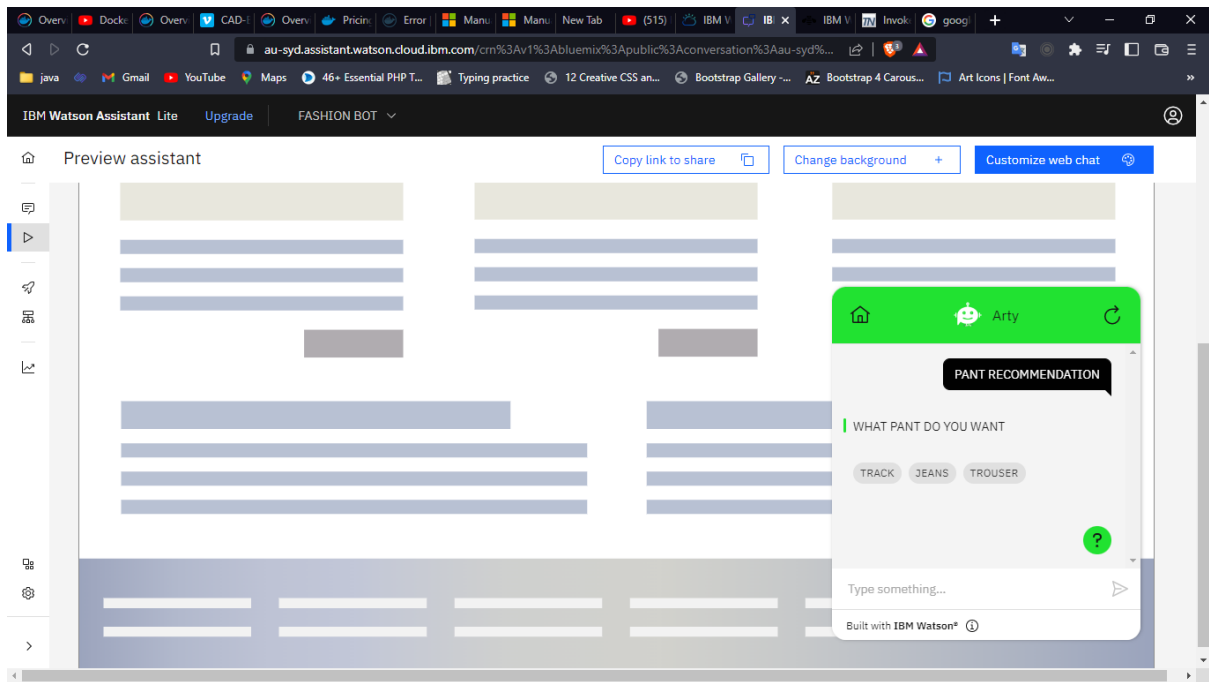 Overv
Docke
Overv
CAD-E
Overv
Pricing
Error
Manu
Manu
New Tab
(515)
IBM V
IB
IBM V
Invoke
googl
au-syd.assistant.watson.cloud.ibm.com/crn%3Av1%3Abluemix%3Apublic%3Aconversation%3Aau-syd%...
java
Gmail
YouTube
Maps
46+ Essential PHP T...
Typing practice
12 Creative CSS an...
Bootstrap Gallery -...
AZ
Bootstrap 4 Carous...
Art Icons | Font Aw...
»
IBM Watson Assistant Lite
Upgrade
FASHION BOT
Preview assistant
Copy link to share
Change background +
Customize web chat
Arty
PANT RECOMMENDATION
WHAT PANT DO YOU WANT
TRACK
JEANS
TROUSER
?
Type something...
Built with IBM Watson®